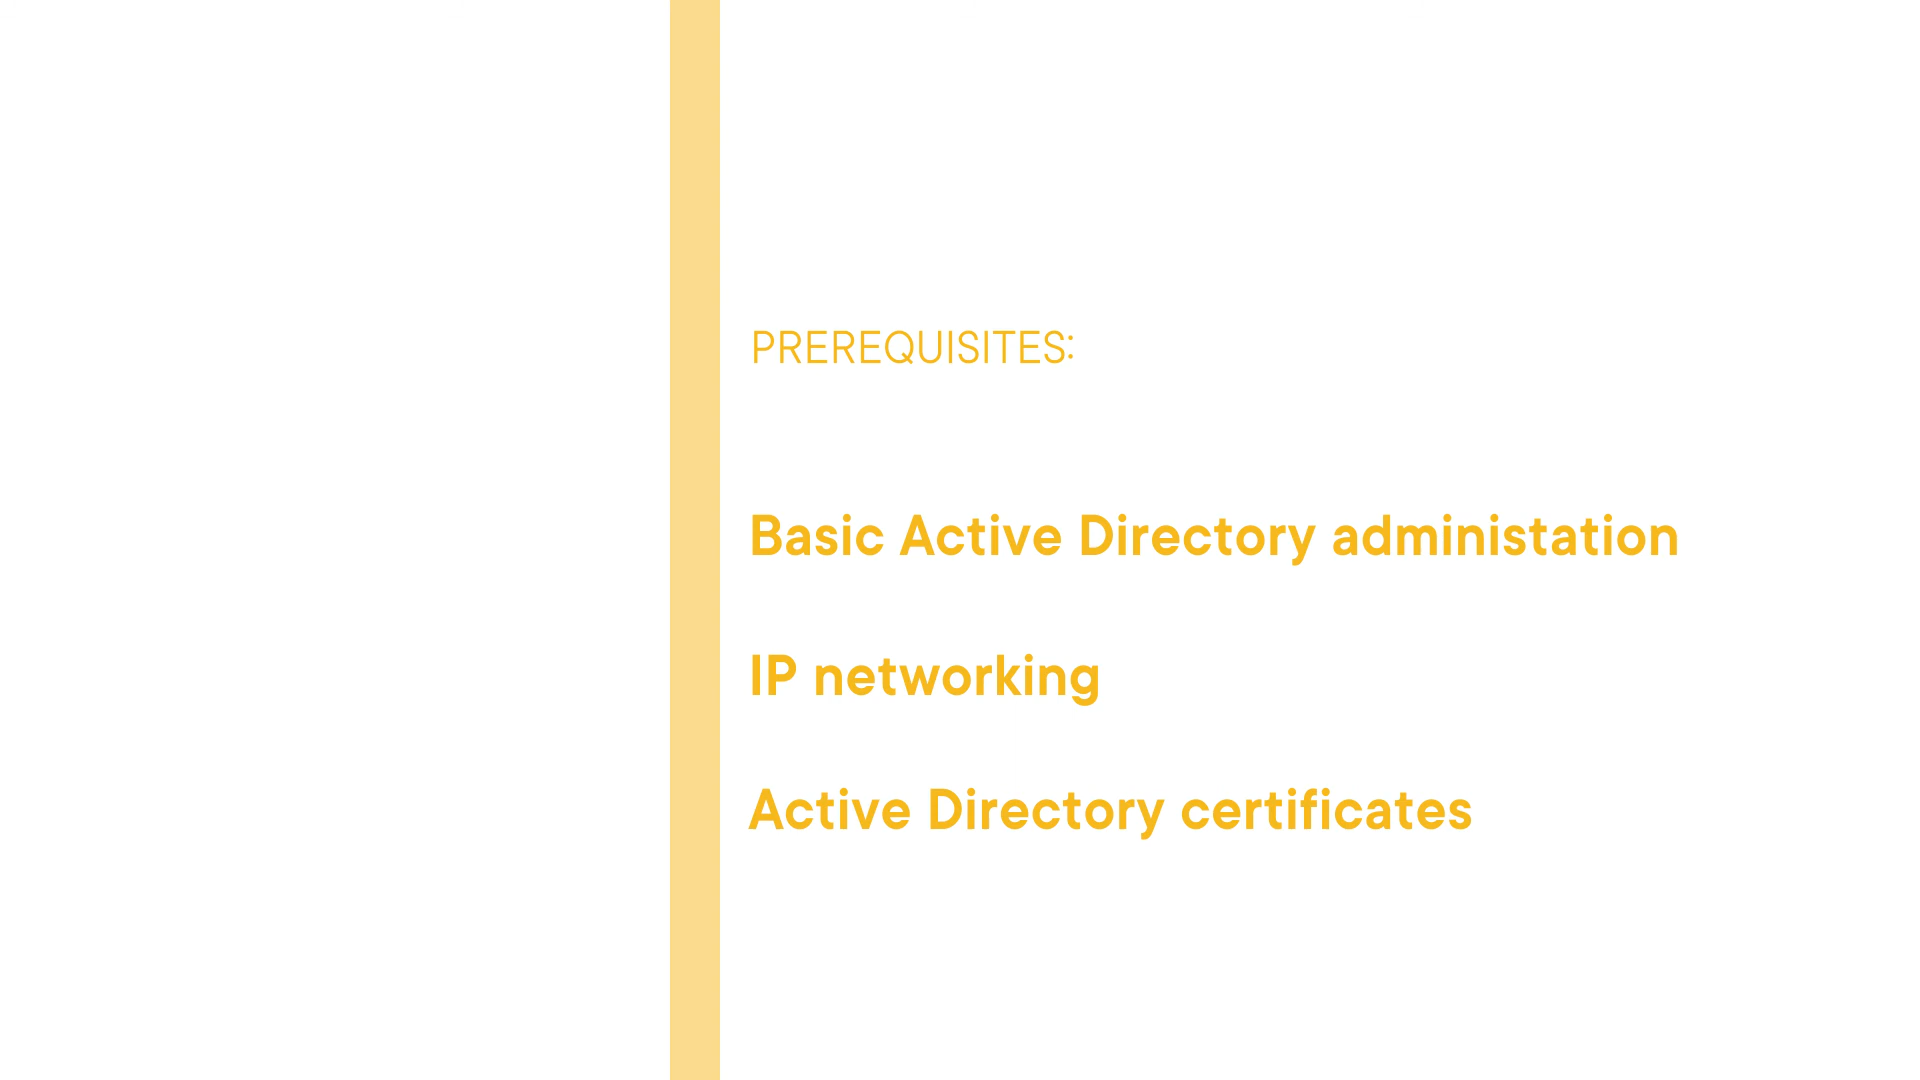 PREREQUISITES:
Basic Active Directory administation
IP networking
Active Directory certificates